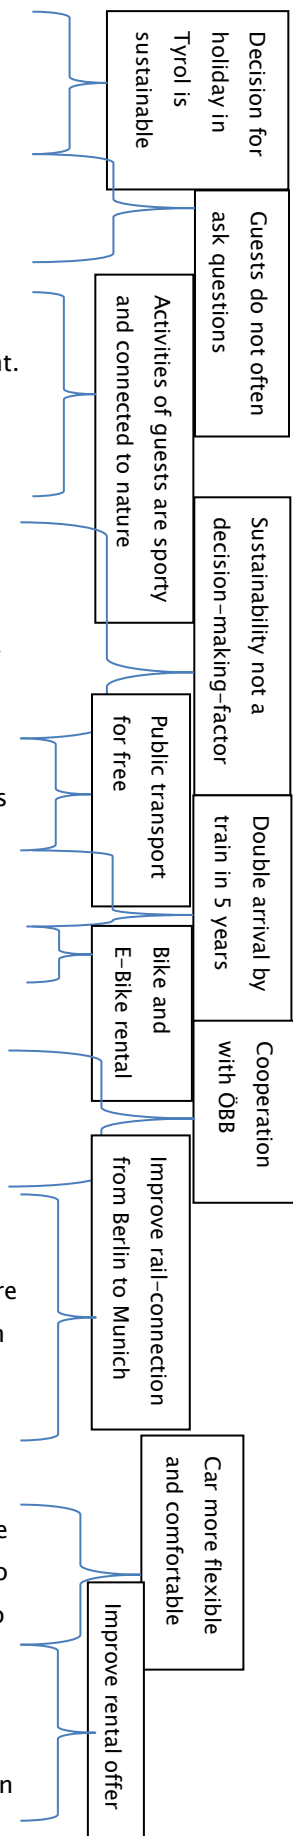 Decision for
holiday in
Tyrol is
sustainable
Guests do not often
ask questions
Activities of guests are sporty
and connected to nature
t.
Sustainability not a
decision-making-factor
Public transport
for free
s
Double arrival by
train in 5 years
Bike and
E-Bike rental
Cooperation
with ÖBB
Improve rail-connection
from Berlin to Munich
re
n
Car more flexible
and comfortable
e
o
o
Improve rental offer
n